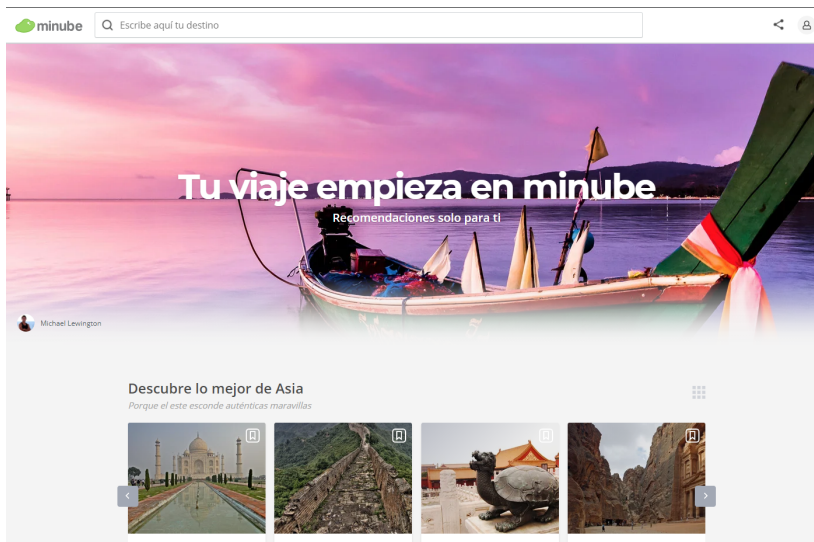 minube
Escribe aquí tu destino
Tu viaje empieza en minube
Recomendaciones solo para ti
Michael Lewington
Descubre lo mejor de Asia
Porque el este esconde auténticas maravillas